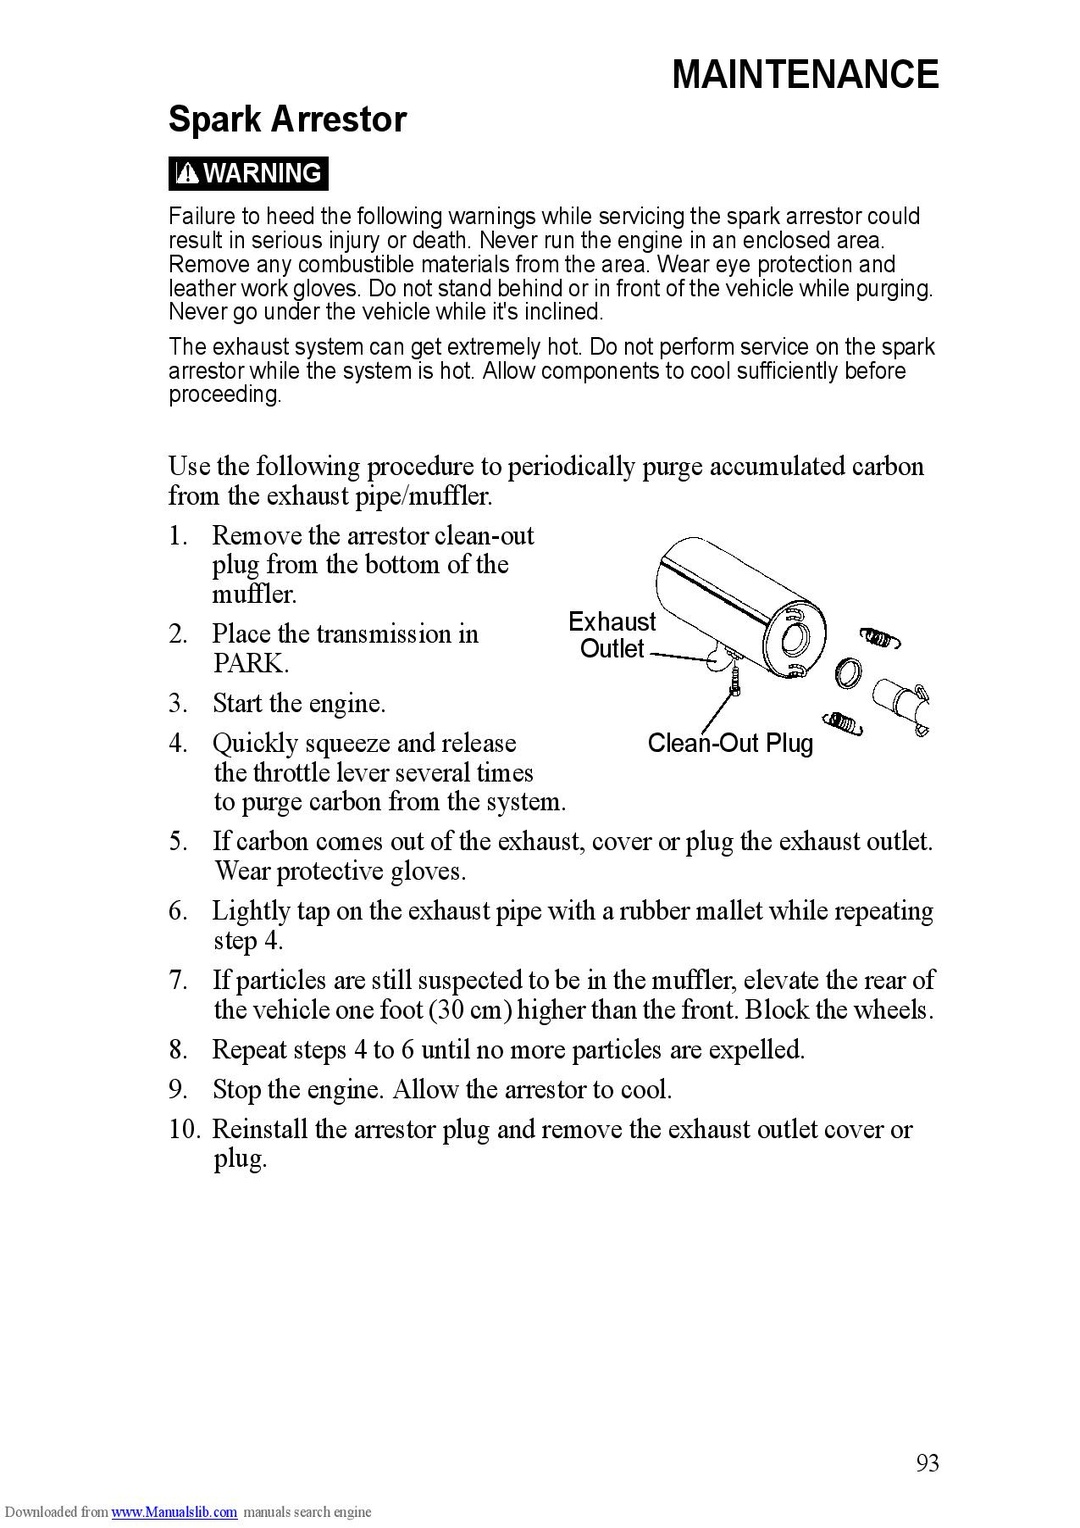 MAINTENANCE
Spark Arrestor
WARNING
Failure to heed the following warnings while servicing the spark arrestor could
result in serious injury or death. Never run the engine in an enclosed area.
Remove any combustible materials from the area. Wear eye protection and
leather work gloves. Do not stand behind or in front of the vehicle while purging.
Never go under the vehicle while it's inclined.
The exhaust system can get extremely hot. Do not perform service on the spark
arrestor while the system is hot. Allow components to cool sufficiently before
proceeding.
Use the following procedure to periodically purge accumulated carbon
from the exhaust pipe/muffler.
1. Remove the arrestor clean-out
plug from the bottom of the
muffler.
2. Place the transmission in
PARK.
3. Start the engine.
4. Quickly squeeze and release
the throttle lever several times
to purge carbon from the system.
Exhaust
Outlet
Clean-Out Plug
5. If carbon comes out of the exhaust, cover or plug the exhaust outlet.
Wear protective gloves.
6. Lightly tap on the exhaust pipe with a rubber mallet while repeating
step 4.
7. If particles are still suspected to be in the muffler, elevate the rear of
the vehicle one foot (30 cm) higher than the front. Block the wheels.
8. Repeat steps 4 to 6 until no more particles are expelled.
9. Stop the engine. Allow the arrestor to cool.
10. Reinstall the arrestor plug and remove the exhaust outlet cover or
plug.
93
Downloaded from www.Manualslib.com manuals search engine